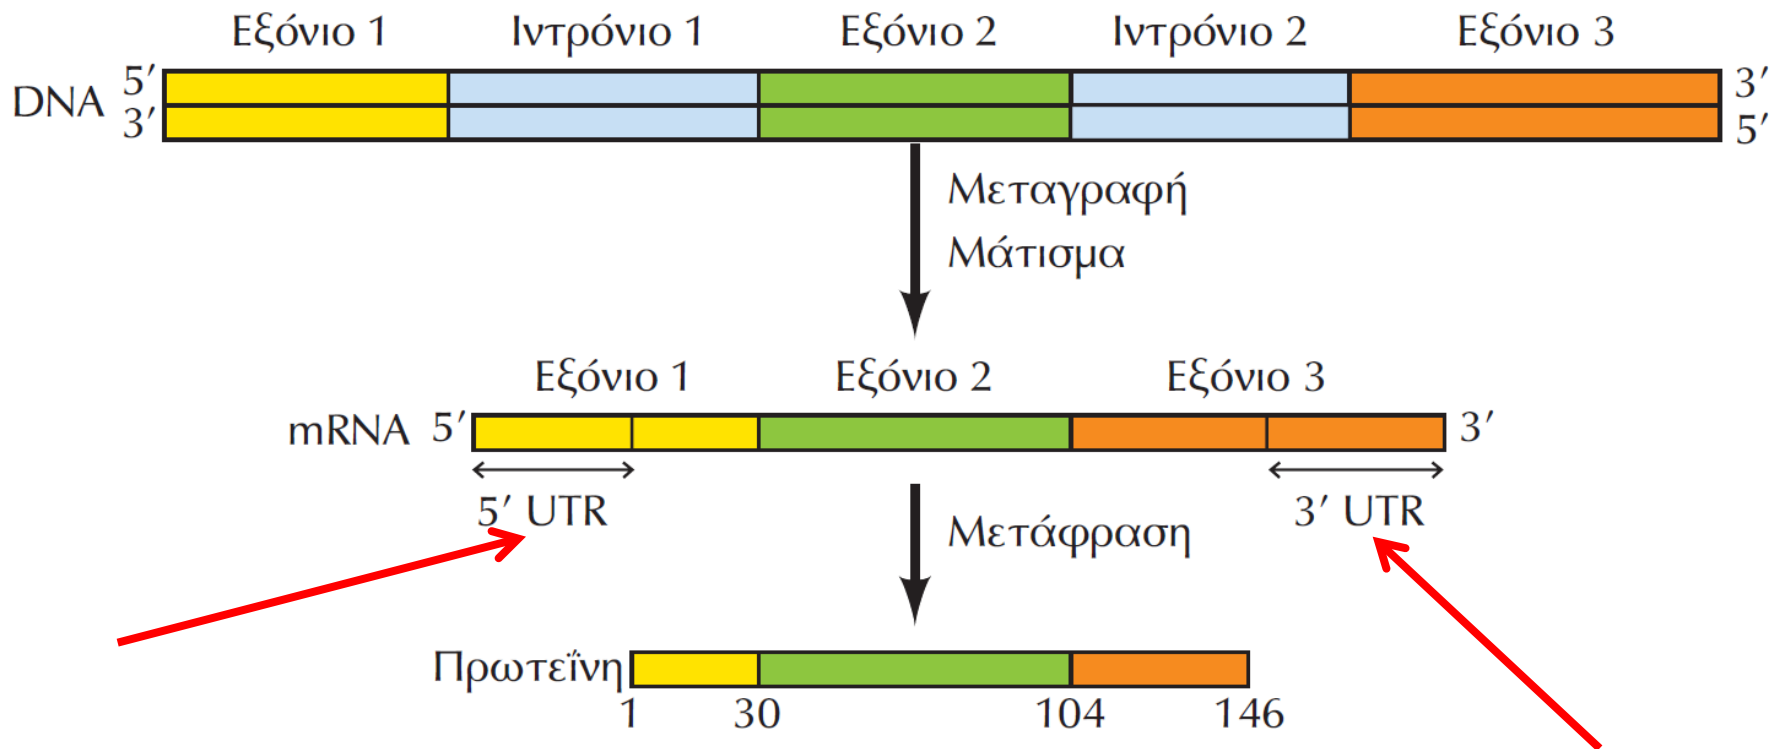 Εξόνιο 1 Ιντρόνιο 1 Εξόνιο 2 Ιντρόνιο 2 Εξόνιο 3
DNA 5′ 3′
3′ 5′
Μεταγραφή
Μάτισμα
Εξόνιο 1 Εξόνιο 2 Εξόνιο 3
mRNA 5′ 3′
5′ UTR 3′ UTR
Μετάφραση
Πρωτεΐνη
1 30 104 146